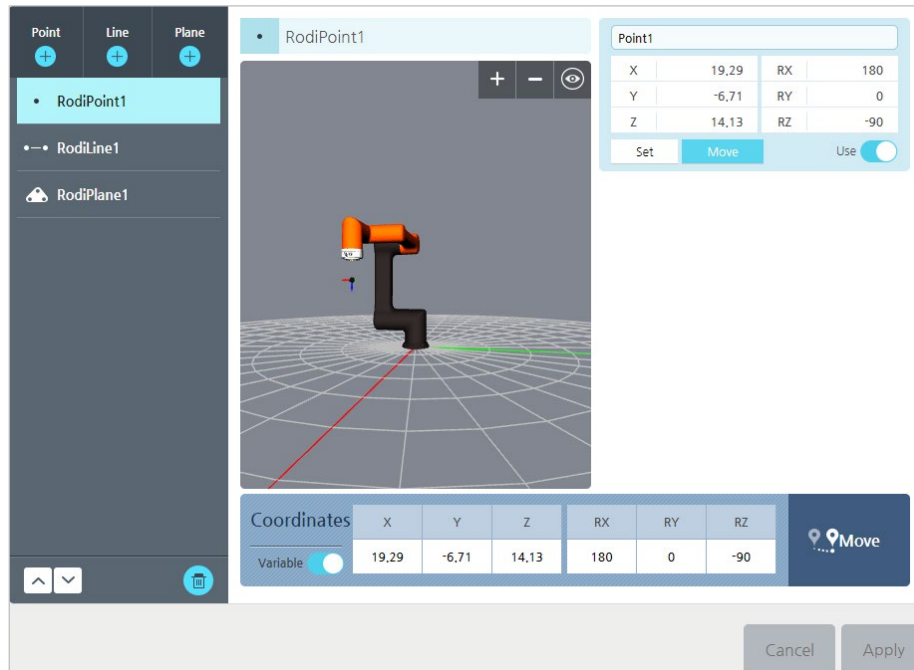 Point Line Plane
RodiPoint1
RodiLine1
RodiPlane1
RodiPoint1
Point1
X 19,29 RX 180
Y -6,71 RY 0
Z 14,13 RZ -90
Set Move Use
Coordinates X Y Z RX RY RZ
Variable 19,29 -6,71 14,13 180 0 -90
Move
Cancel Apply